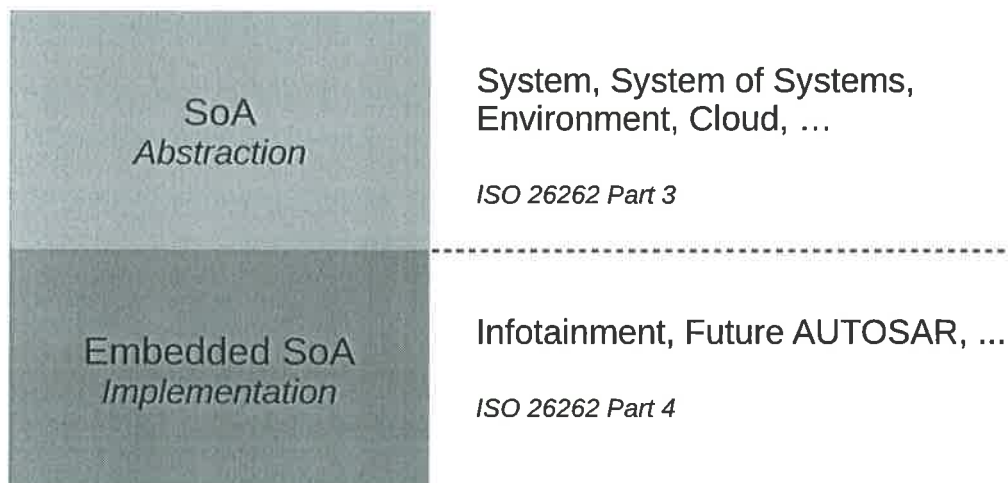 SoA
Abstraction
System, System of Systems,
Environment, Cloud, ...
ISO 26262 Part 3
Embedded SoA
Implementation
Infotainment, Future AUTOSAR, ...
ISO 26262 Part 4